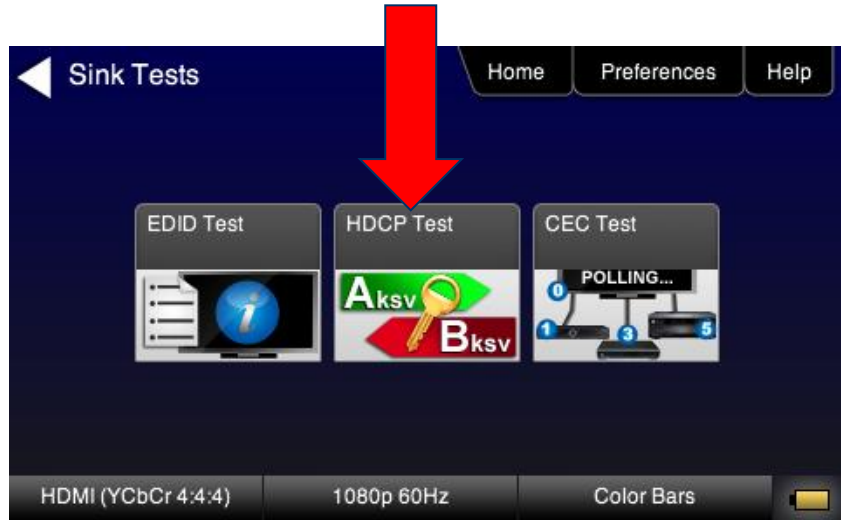 Sink Tests
Home
Preferences
Help
EDID Test
HDCP Test
CEC Test
i
Aksv
Bksv
POLLING...
0
1
3
5
HDMI (YCbCr 4:4:4)
1080p 60Hz
Color Bars